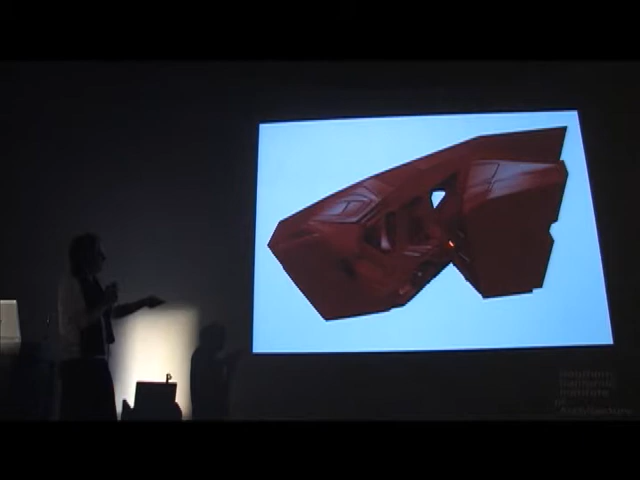 Southern
California
Institute
of
Architecture